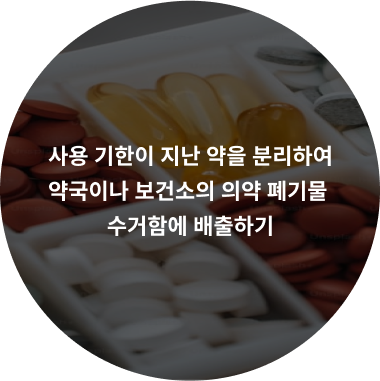 사용 기한이 지난 약을 분리하여
약국이나 보건소의 의약 폐기물
수거함에 배출하기